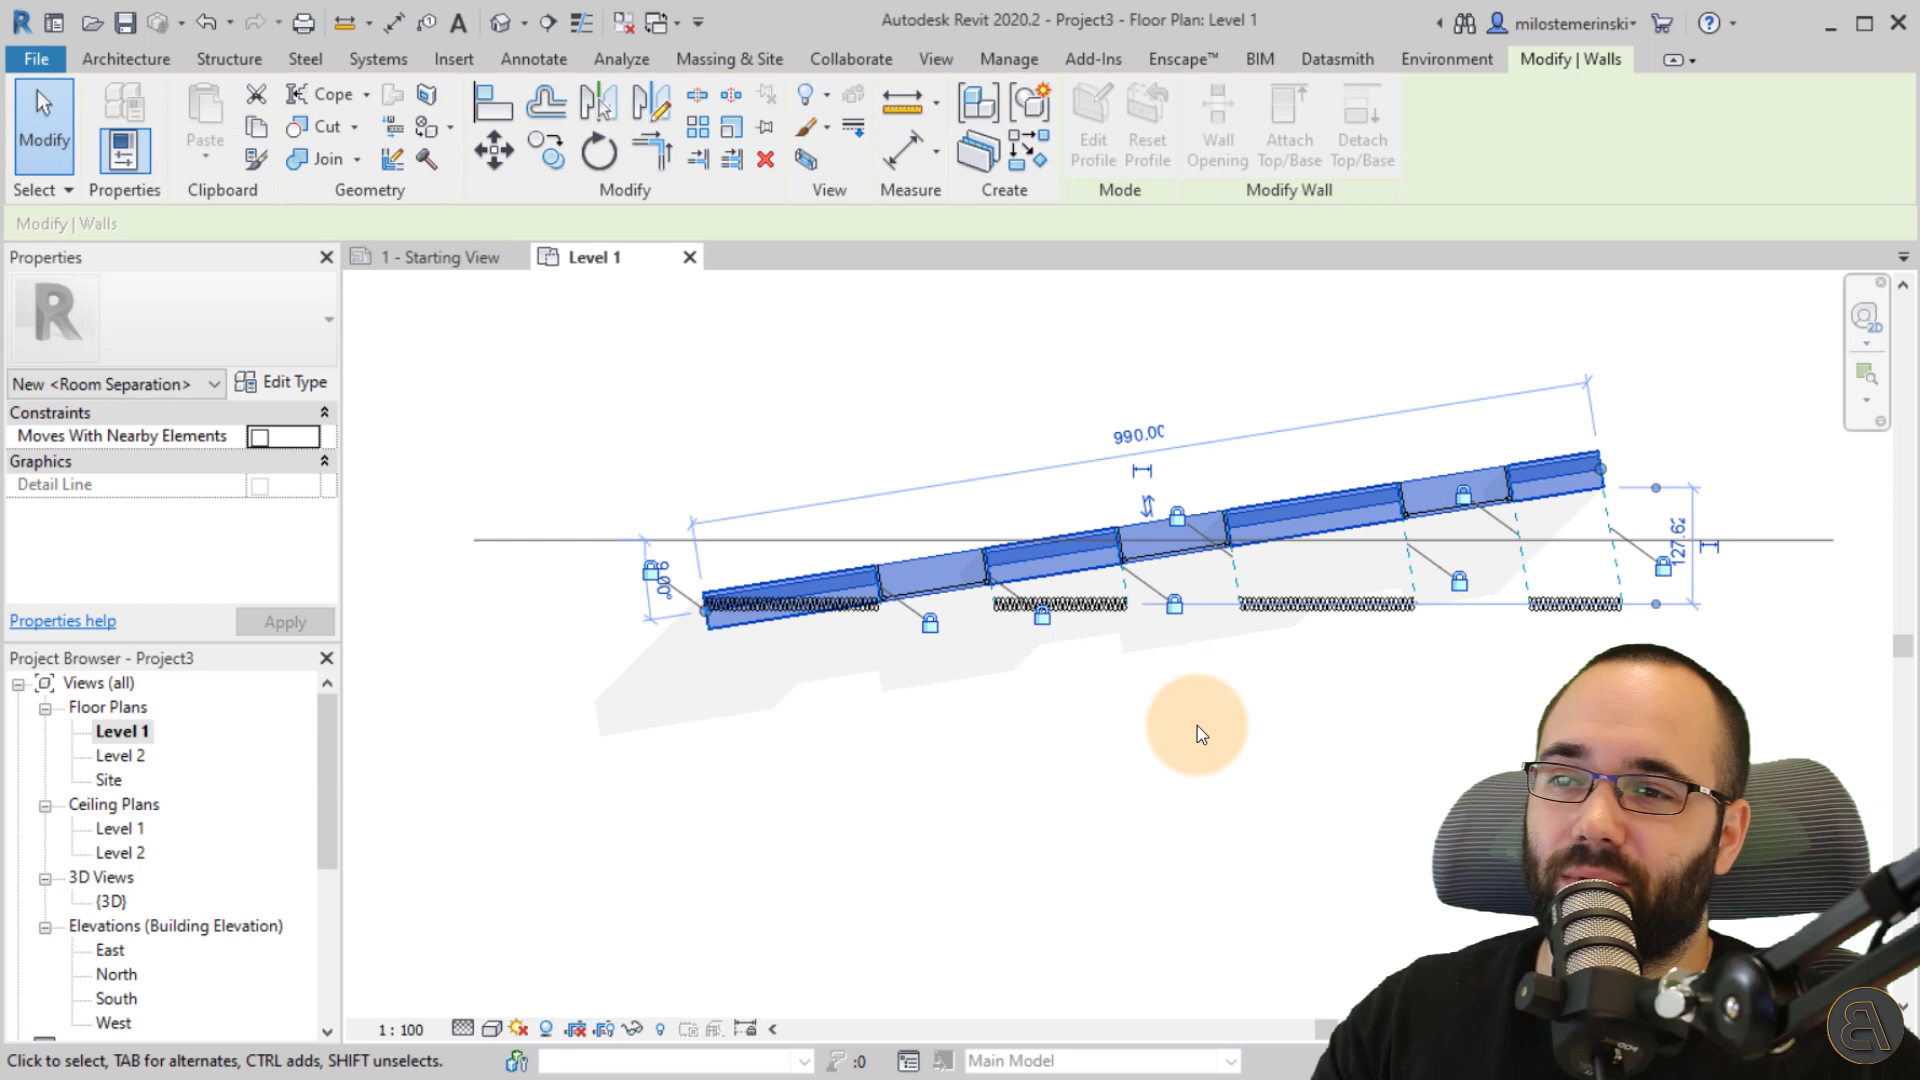 Autodesk Revit 2020.2 - Project3 - Floor Plan: Level 1
milostemerinski
File Architecture Structure Steel Systems Insert Annotate Analyze Massing & Site Collaborate View Manage Add-Ins Enscape™ BIM Datasmith Environment Modify | Walls
Modify
Paste
Cope
Cut
Join
Edit Profile
Reset Profile
Wall Opening
Attach Top/Base
Detach Top/Base
Select Properties Clipboard Geometry Modify View Measure Create Mode Modify Wall
Modify | Walls
Properties
1 - Starting View
Level 1
2D
R
New <Room Separation>
Edit Type
Constraints
Moves With Nearby Elements
Graphics
Detail Line
990.00
127.62
Properties help
Apply
Project Browser - Project3
Views (all)
Floor Plans
Level 1
Level 2
Site
Ceiling Plans
Level 1
Level 2
3D Views
{3D}
Elevations (Building Elevation)
East
North
South
West
1 : 100
Click to select, TAB for alternates, CTRL adds, SHIFT unselects.
:0
Main Model